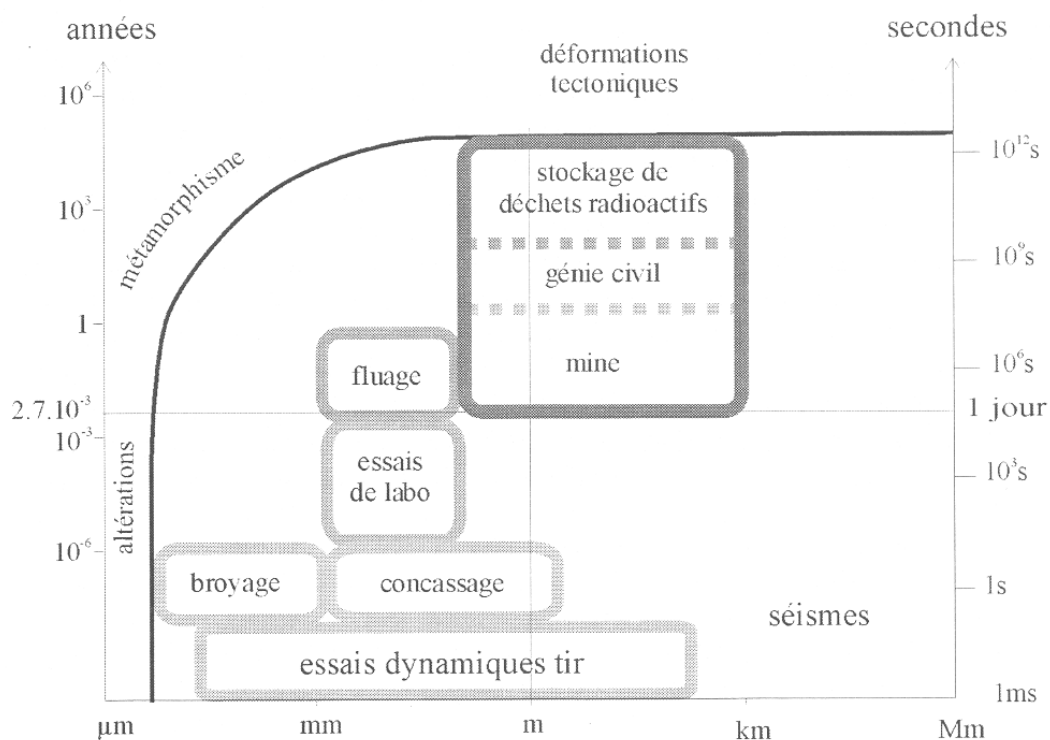 années
secondes
déformations
tectoniques
10⁶
10¹²s
métamorphisme
stockage de
déchets radioactifs
10³
10⁹s
génie civil
1
mine
10⁶s
fluage
2.7.10⁻³
1 jour
10⁻³
altérations
essais
de labo
10³s
10⁻⁶
broyage
concassage
1s
séismes
essais dynamiques tir
1ms
µm
mm
m
km
Mm